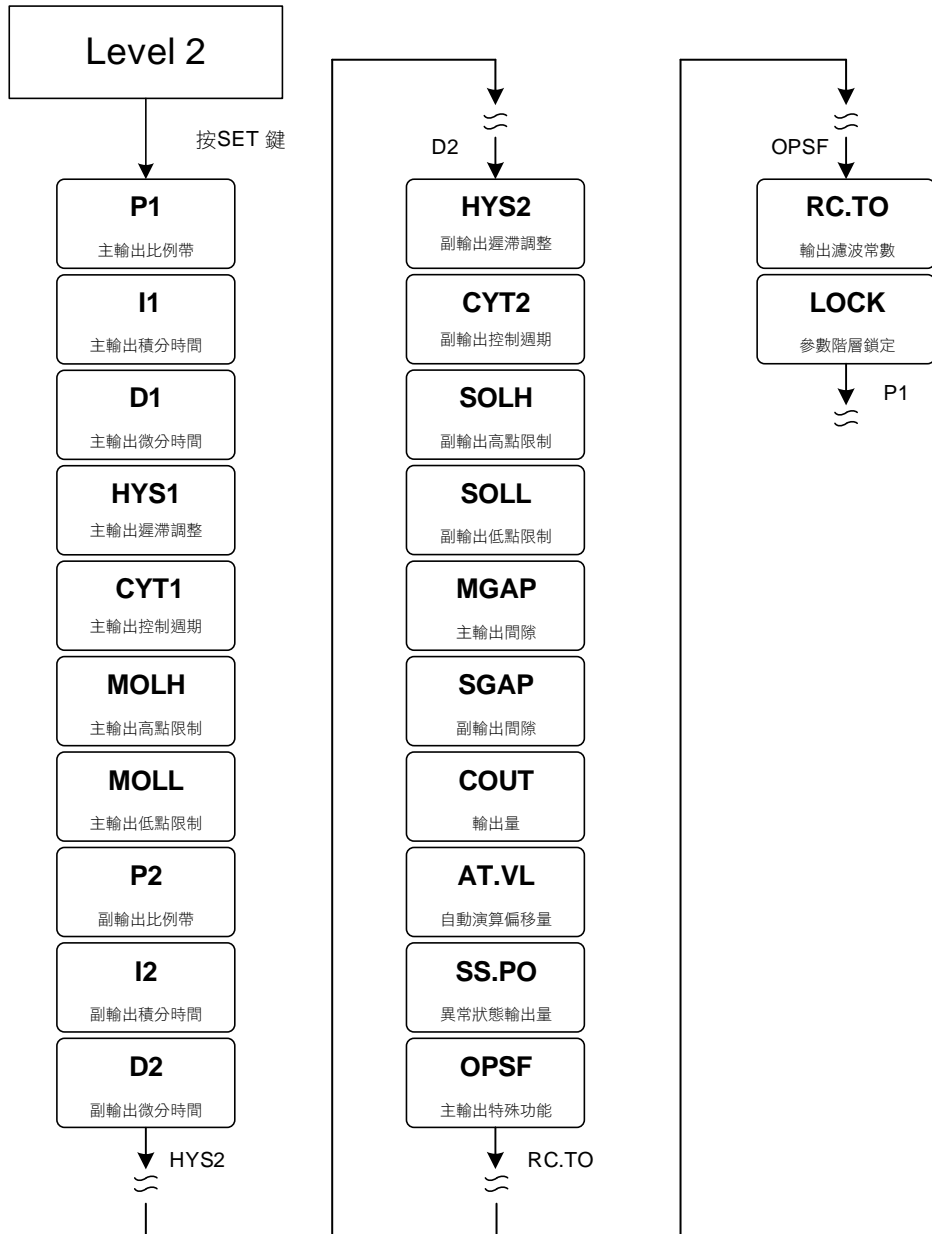 Level 2
按SET 鍵
P1
主輸出比例帶
I1
主輸出積分時間
D1
主輸出微分時間
HYS1
主輸出遲滯調整
CYT1
主輸出控制週期
MOLH
主輸出高點限制
MOLL
主輸出低點限制
P2
副輸出比例帶
I2
副輸出積分時間
D2
副輸出微分時間
HYS2
D2
HYS2
副輸出遲滯調整
CYT2
副輸出控制週期
SOLH
副輸出高點限制
SOLL
副輸出低點限制
MGAP
主輸出間隙
SGAP
副輸出間隙
COUT
輸出量
AT.VL
自動演算偏移量
SS.PO
異常狀態輸出量
OPSF
主輸出特殊功能
RC.TO
OPSF
RC.TO
輸出濾波常數
LOCK
參數階層鎖定
P1